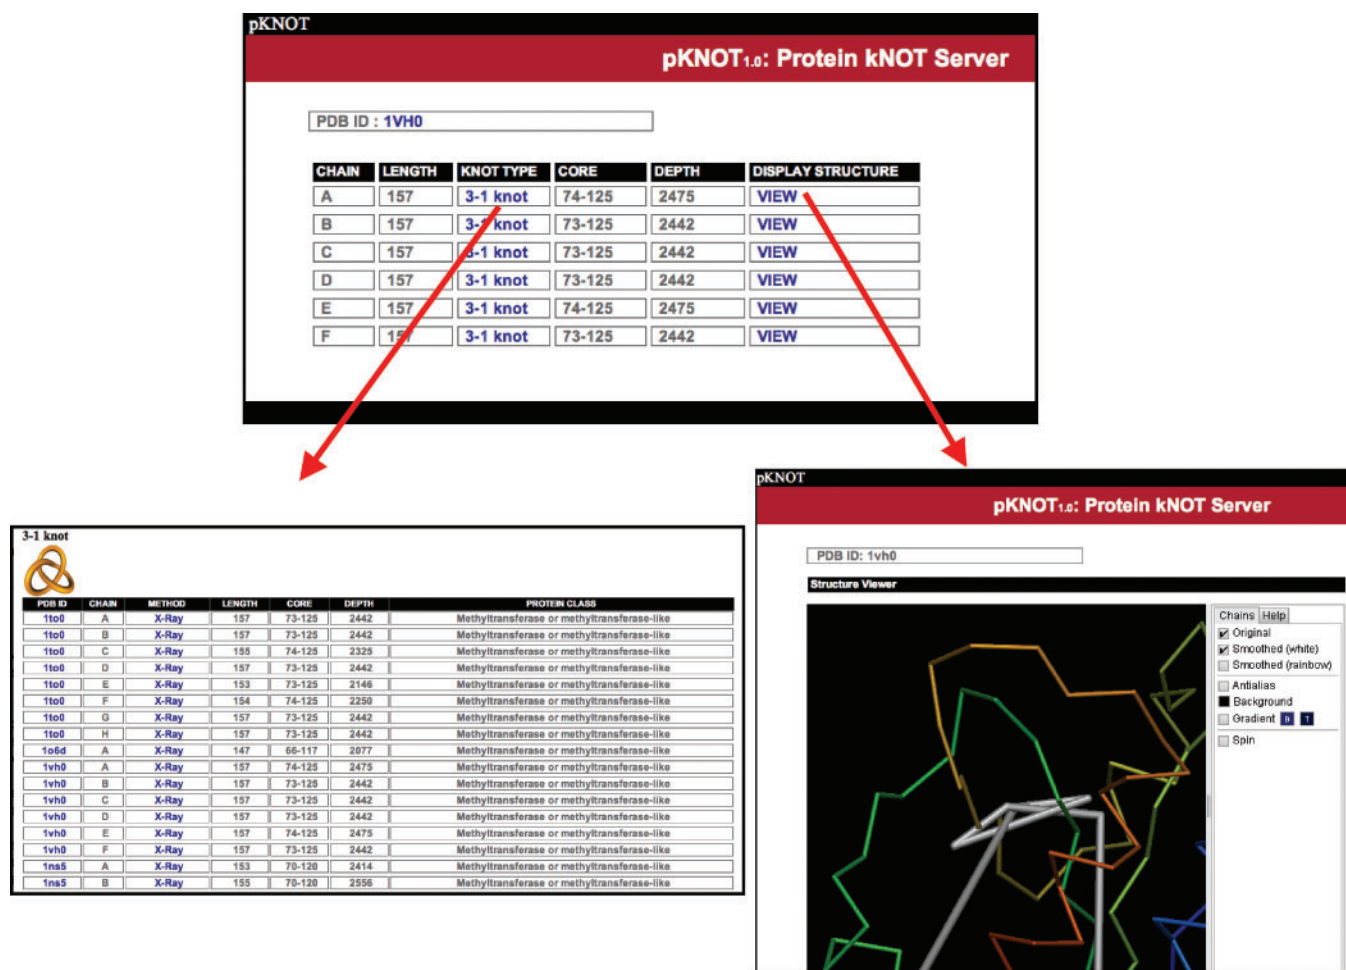 pKNOT
pKNOT1.0: Protein kNOT Server
PDB ID : 1VH0
CHAIN LENGTH KNOT TYPE CORE DEPTH DISPLAY STRUCTURE
A 157 3-1 knot 74-125 2475 VIEW
B 157 3-1 knot 73-125 2442 VIEW
C 157 3-1 knot 73-125 2442 VIEW
D 157 3-1 knot 73-125 2442 VIEW
E 157 3-1 knot 74-125 2475 VIEW
F 157 3-1 knot 73-125 2442 VIEW
3-1 knot
PDB ID CHAIN METHOD LENGTH CORE DEPTH PROTEIN CLASS
1to0 A X-Ray 157 73-125 2442 Methyltransferase or methyltransferase-like
1to0 B X-Ray 157 73-125 2442 Methyltransferase or methyltransferase-like
1to0 C X-Ray 155 74-125 2325 Methyltransferase or methyltransferase-like
1to0 D X-Ray 157 73-125 2442 Methyltransferase or methyltransferase-like
1to0 E X-Ray 153 73-125 2146 Methyltransferase or methyltransferase-like
1to0 F X-Ray 154 74-125 2250 Methyltransferase or methyltransferase-like
1to0 G X-Ray 157 73-125 2442 Methyltransferase or methyltransferase-like
1to0 H X-Ray 157 73-125 2442 Methyltransferase or methyltransferase-like
1o6d A X-Ray 147 66-117 2077 Methyltransferase or methyltransferase-like
1vh0 A X-Ray 157 74-125 2475 Methyltransferase or methyltransferase-like
1vh0 B X-Ray 157 73-125 2442 Methyltransferase or methyltransferase-like
1vh0 C X-Ray 157 73-125 2442 Methyltransferase or methyltransferase-like
1vh0 D X-Ray 157 73-125 2442 Methyltransferase or methyltransferase-like
1vh0 E X-Ray 157 74-125 2475 Methyltransferase or methyltransferase-like
1vh0 F X-Ray 157 73-125 2442 Methyltransferase or methyltransferase-like
1ns5 A X-Ray 153 70-120 2414 Methyltransferase or methyltransferase-like
1ns5 B X-Ray 155 70-120 2556 Methyltransferase or methyltransferase-like
pKNOT
pKNOT1.0: Protein kNOT Server
PDB ID: 1vh0
Structure Viewer
Chains Help
Original
Smoothed (white)
Smoothed (rainbow)
Antialias
Background
Gradient B T
Spin